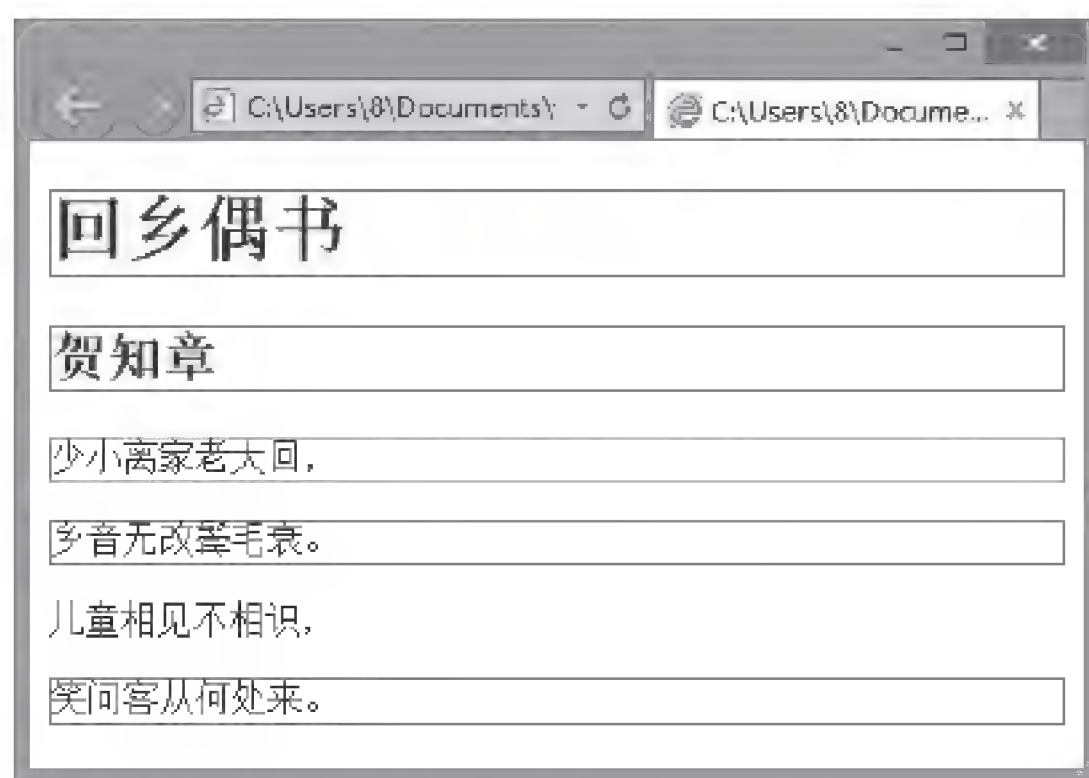 C:\Users\8\Documents\
C:\Users\8\Docume...
回乡偶书
贺知章
少小离家老大回，
乡音无改鬓毛衰。
儿童相见不相识，
笑问客从何处来。